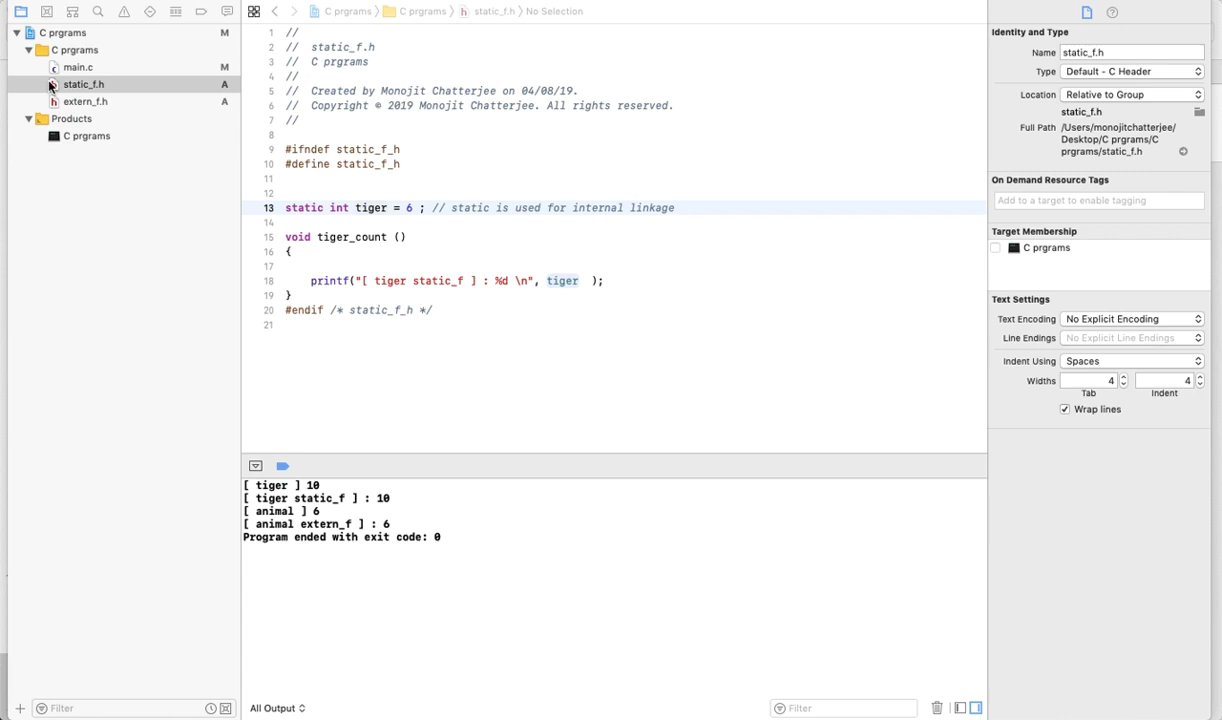 C prgrams M
C prgrams
main.c M
static_f.h A
extern_f.h A
Products
C prgrams
Filter
C prgrams C prgrams static_f.h No Selection
1 //
2 //  static_f.h
3 //  C prgrams
4 //
5 //  Created by Monojit Chatterjee on 04/08/19.
6 //  Copyright © 2019 Monojit Chatterjee. All rights reserved.
7 //
8
9 #ifndef static_f_h
10 #define static_f_h
11
12
13 static int tiger = 6 ; // static is used for internal linkage
14
15 void tiger_count ()
16 {
17
18     printf("[ tiger static_f ] : %d \n", tiger  );
19 }
20 #endif /* static_f_h */
21
[ tiger ] 10
[ tiger static_f ] : 10
[ animal ] 6
[ animal extern_f ] : 6
Program ended with exit code: 0
All Output
Filter
Identity and Type
Name static_f.h
Type Default - C Header
Location Relative to Group
static_f.h
Full Path /Users/monojitchatterjee/
Desktop/C prgrams/C
prgrams/static_f.h
On Demand Resource Tags
Add to a target to enable tagging
Target Membership
C prgrams
Text Settings
Text Encoding No Explicit Encoding
Line Endings No Explicit Line Endings
Indent Using Spaces
Widths 4 4
Tab Indent
Wrap lines